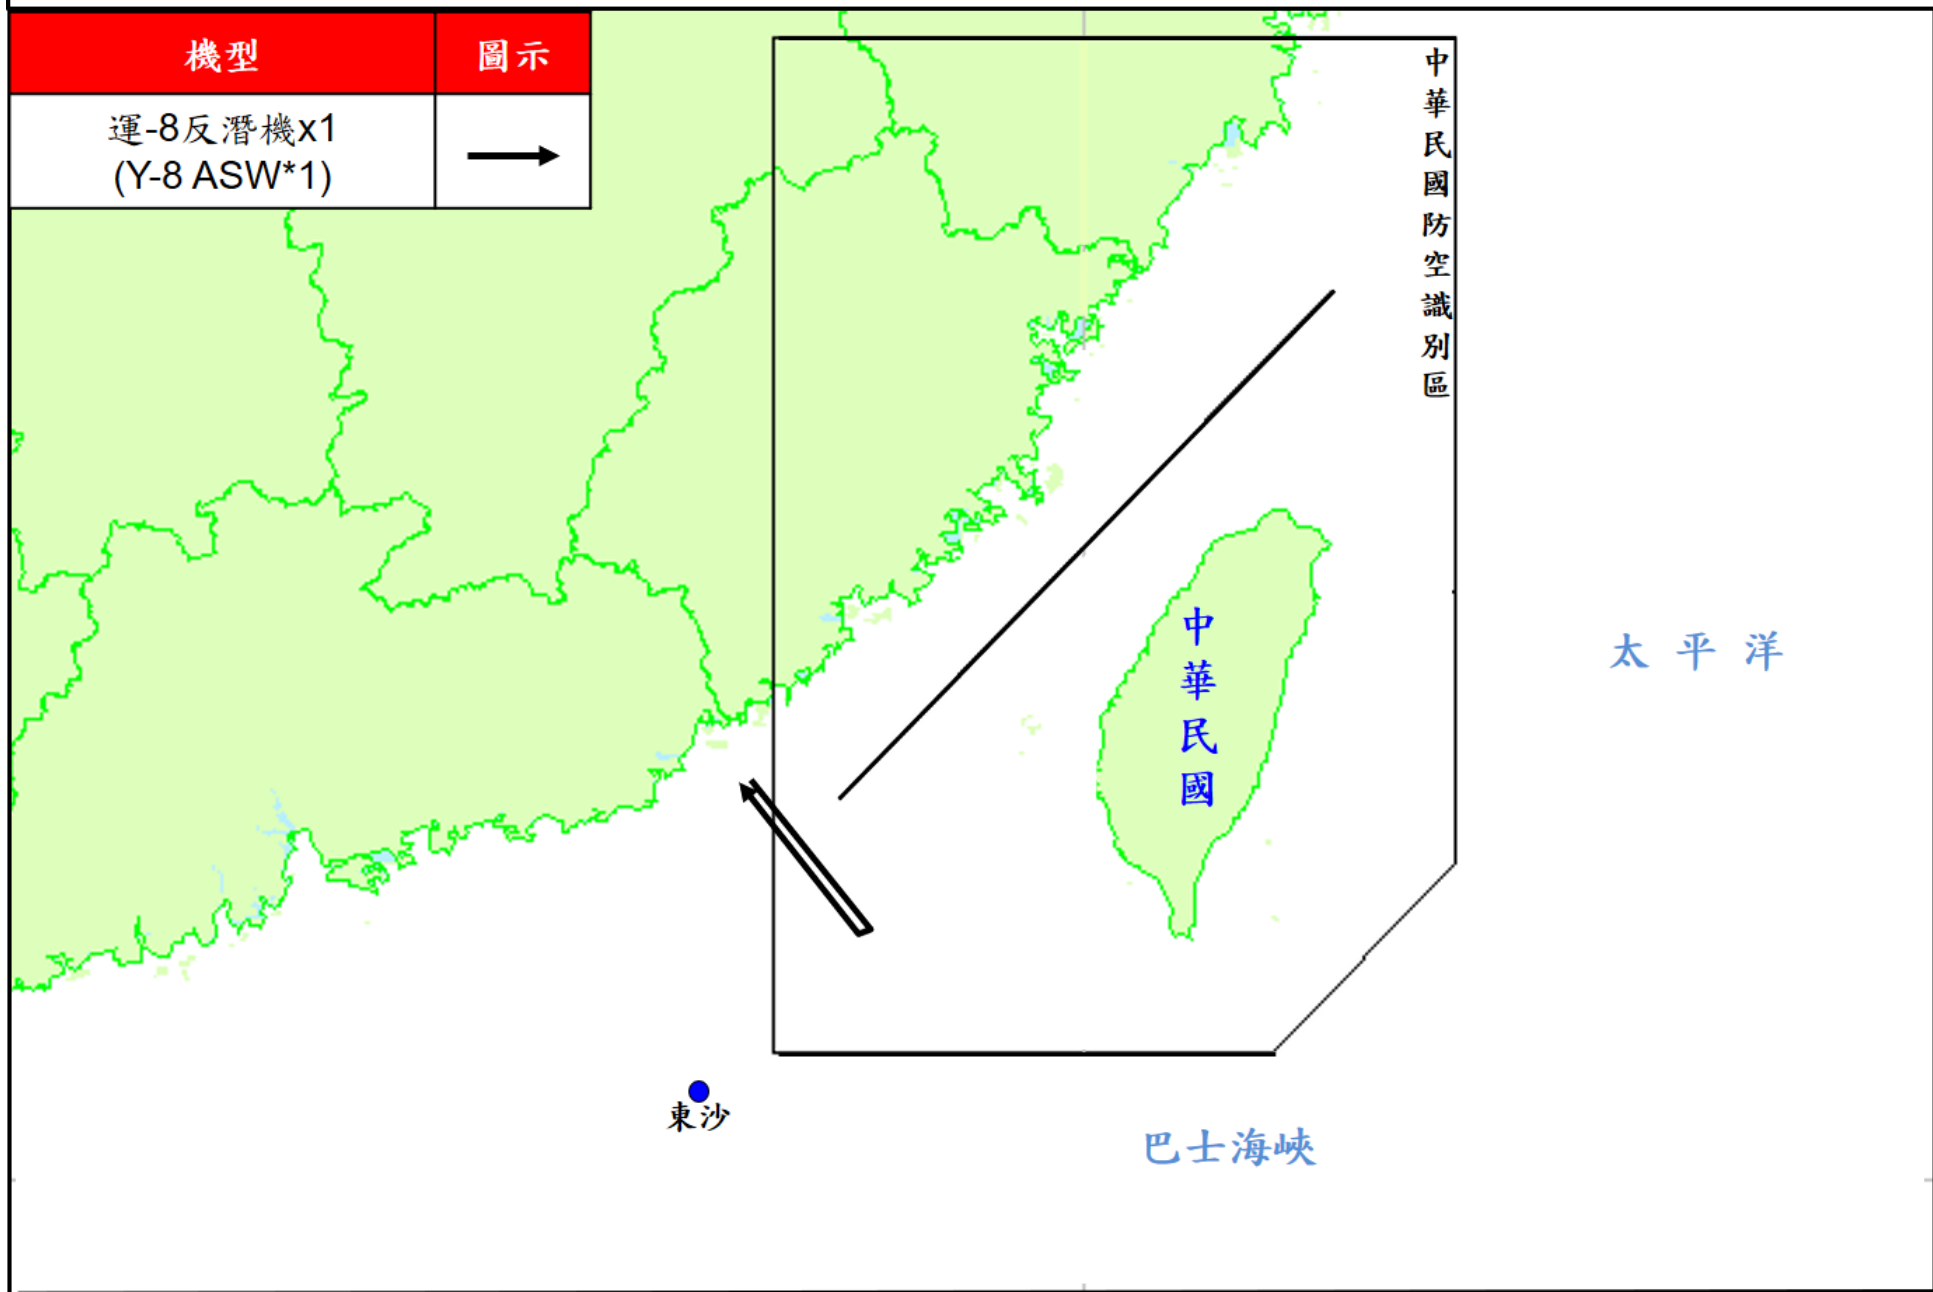 機型
圖示
運-8反潛機x1
(Y-8 ASW*1)
中華民國防空識別區
中華民國
太平洋
東沙
巴士海峽